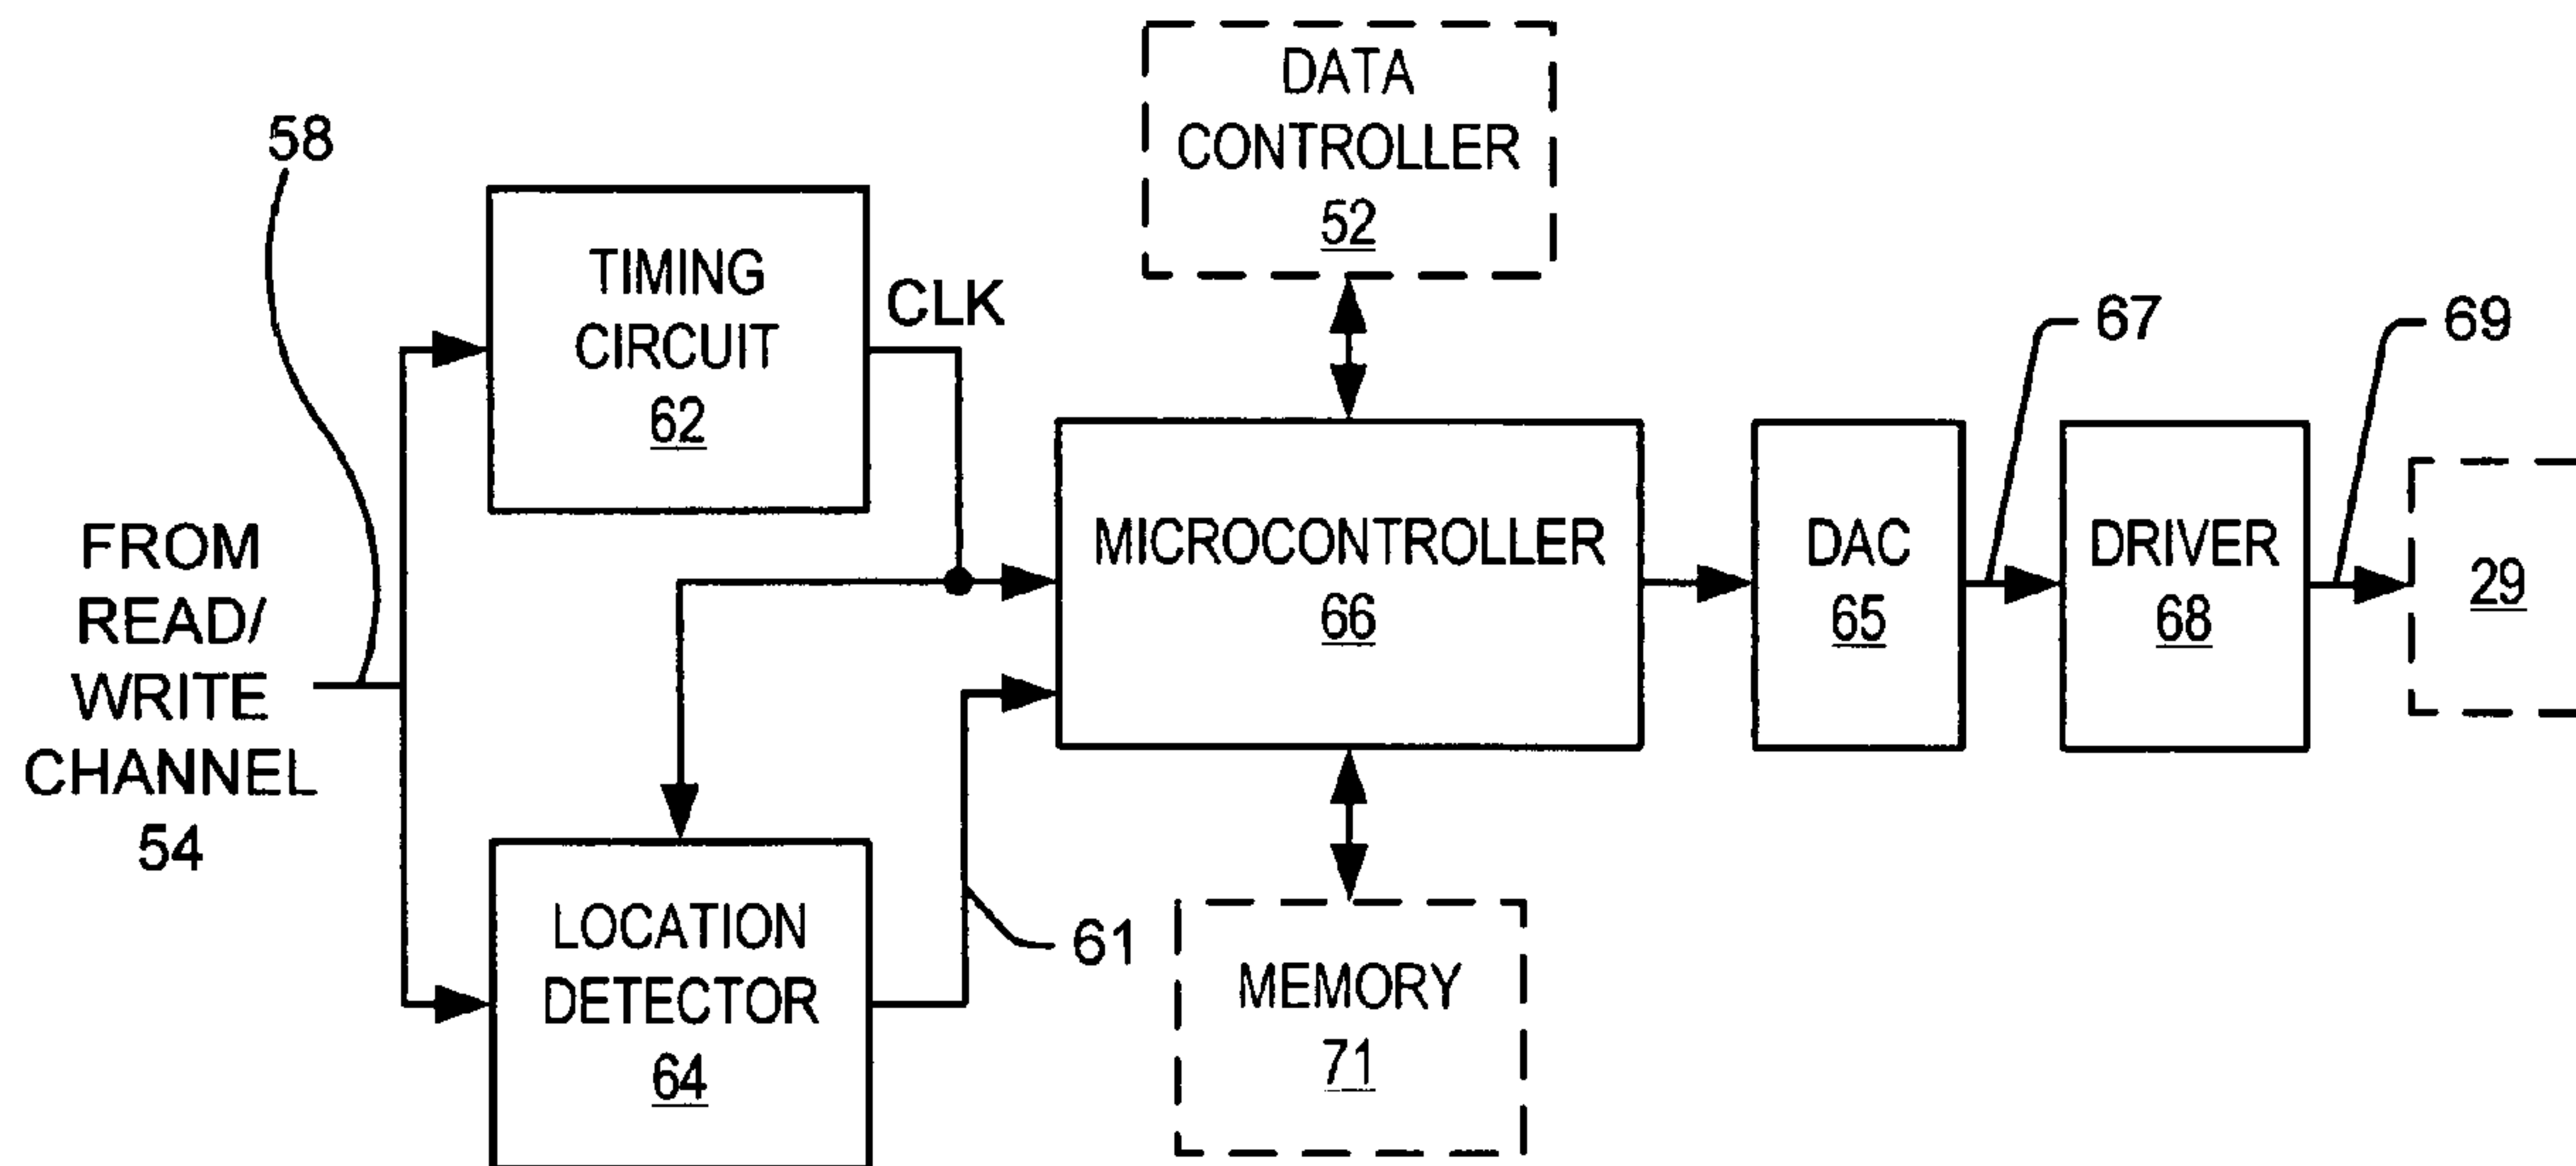 DATA
CONTROLLER
52
58
TIMING
CIRCUIT
62
CLK
67
69
FROM
READ/
WRITE
CHANNEL
54
MICROCONTROLLER
66
DAC
65
DRIVER
68
29
LOCATION
DETECTOR
64
61
MEMORY
71